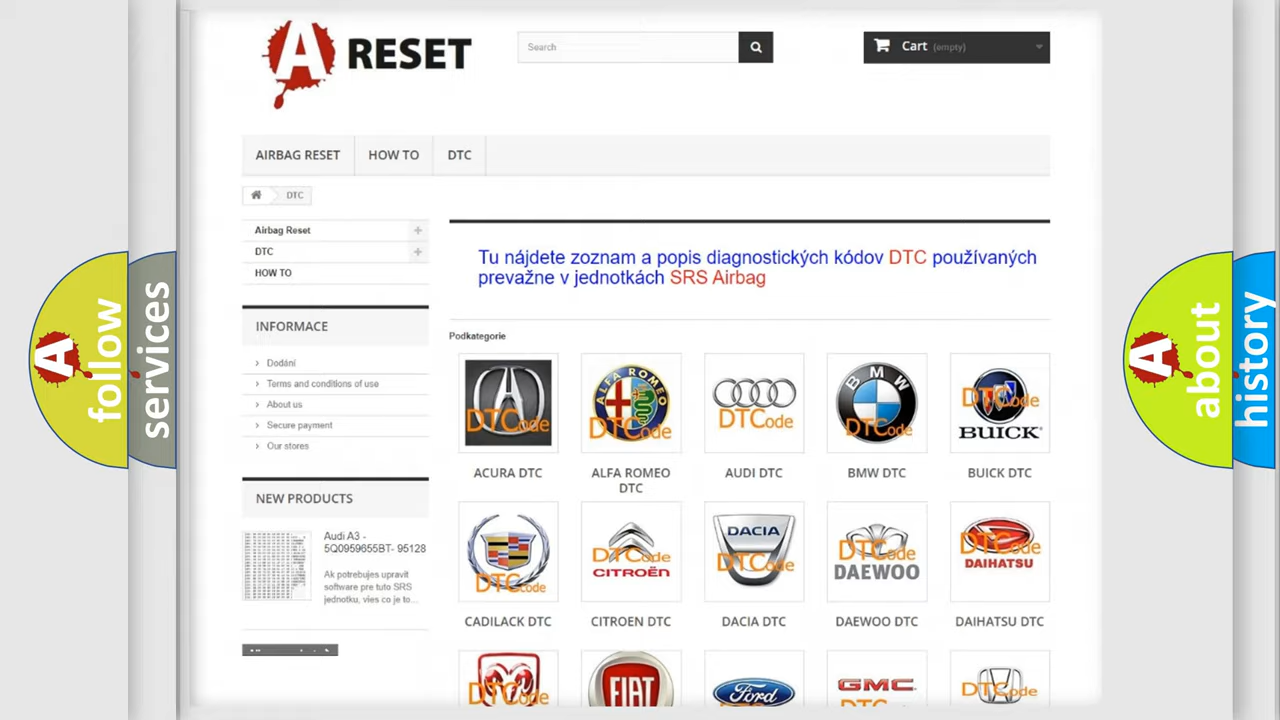 A RESET
Search
Cart (empty)
AIRBAG RESET
HOW TO
DTC
DTC
Airbag Reset
DTC
HOW TO
INFORMACE
Dodání
Terms and conditions of use
About us
Secure payment
Our stores
NEW PRODUCTS
Audi A3 -
5Q0959655BT- 95128
Ak potrebujes upravit
software pre tuto SRS
jednotku, vies co je to...
Tu nájdete zoznam a popis diagnostických kódov DTC používaných
prevažne v jednotkách SRS Airbag
Podkategorie
DTCode
ALFA ROMEO
DTCode
DTCode
BMW
DTCode
DTCode
BUICK
ACURA DTC
ALFA ROMEO
DTC
AUDI DTC
BMW DTC
BUICK DTC
DTCode
DTCode
CITROËN
DACIA
DTCode
DTCode
DAEWOO
DTCode
DAIHATSU
CADILACK DTC
CITROEN DTC
DACIA DTC
DAEWOO DTC
DAIHATSU DTC
DTCode
FIAT
Ford
GMC
DTCode
A follow
services
A about
history